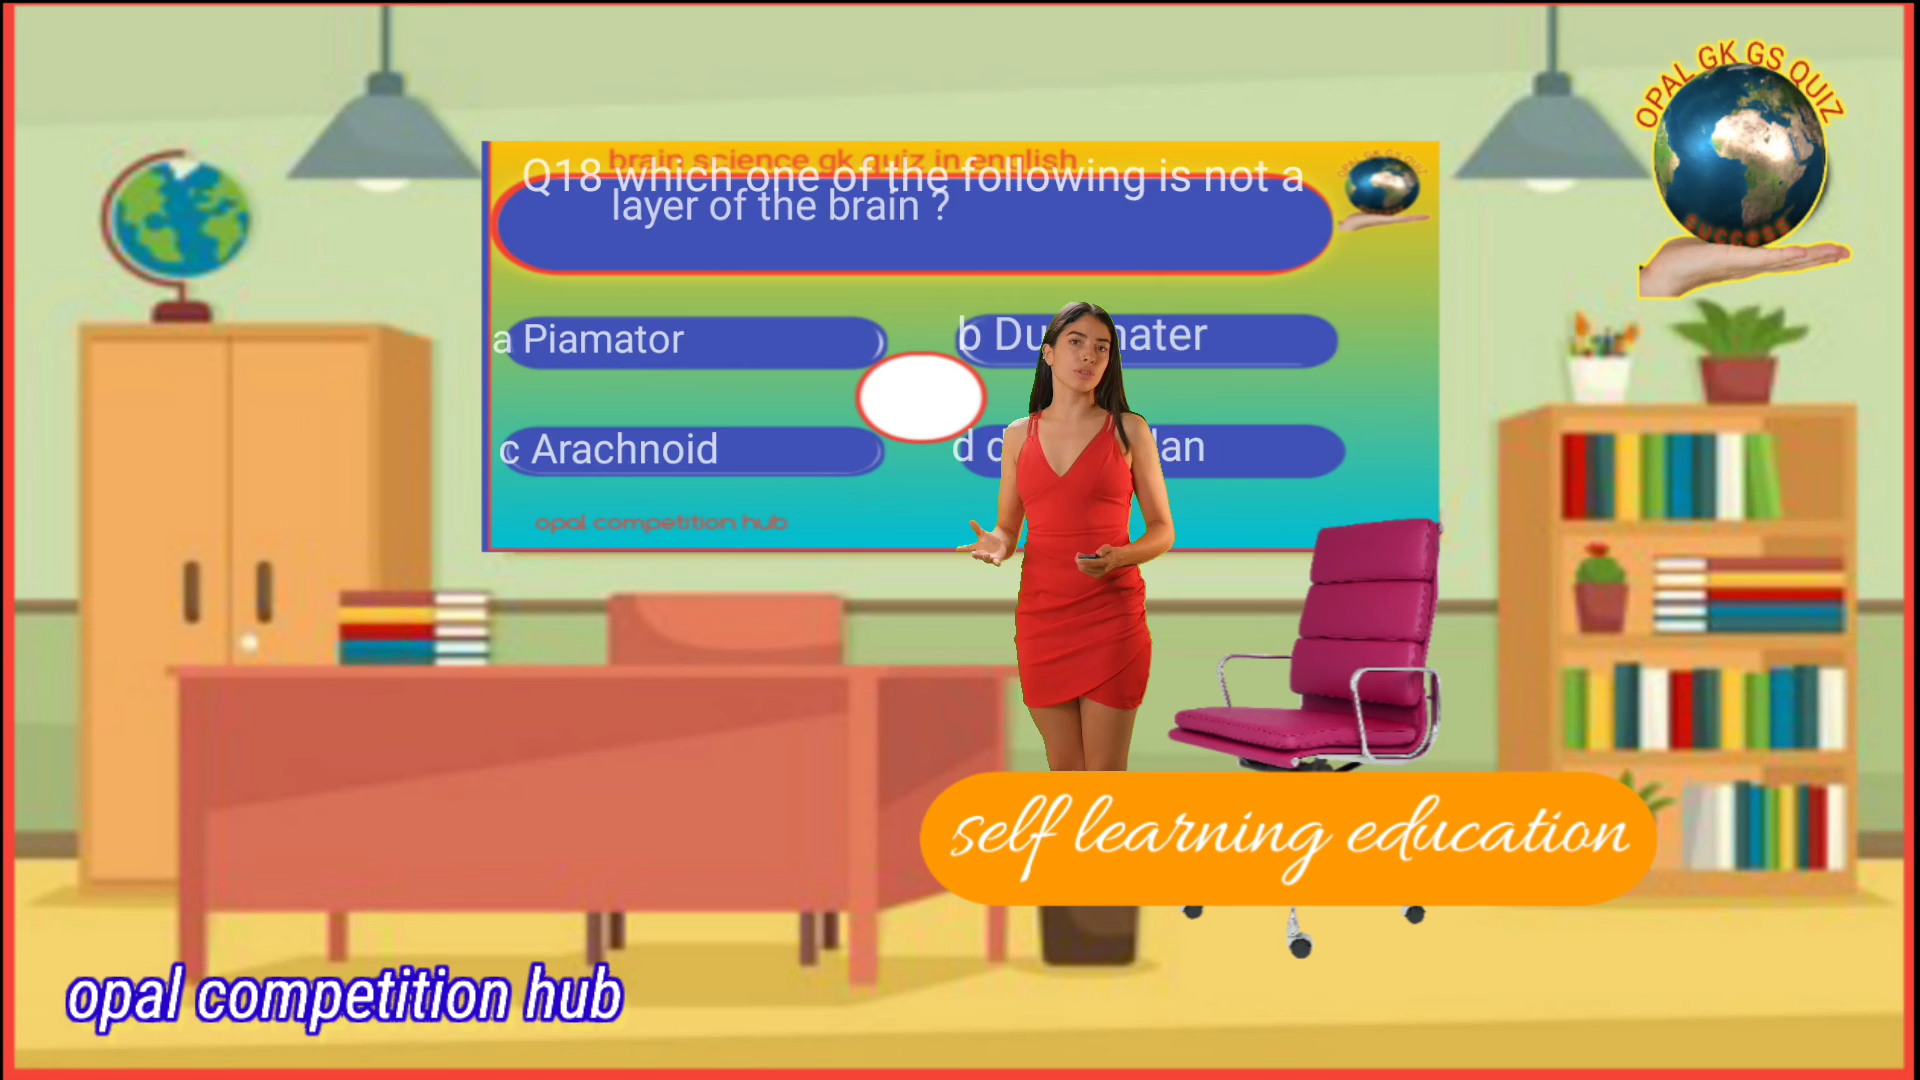 OPAL GK GS QUIZ
success
brain science gk quiz in english
Q18 which one of the following is not a
layer of the brain ?
a Piamator
b
c Arachnoid
d
opal competition hub
self learning education
opal competition hub